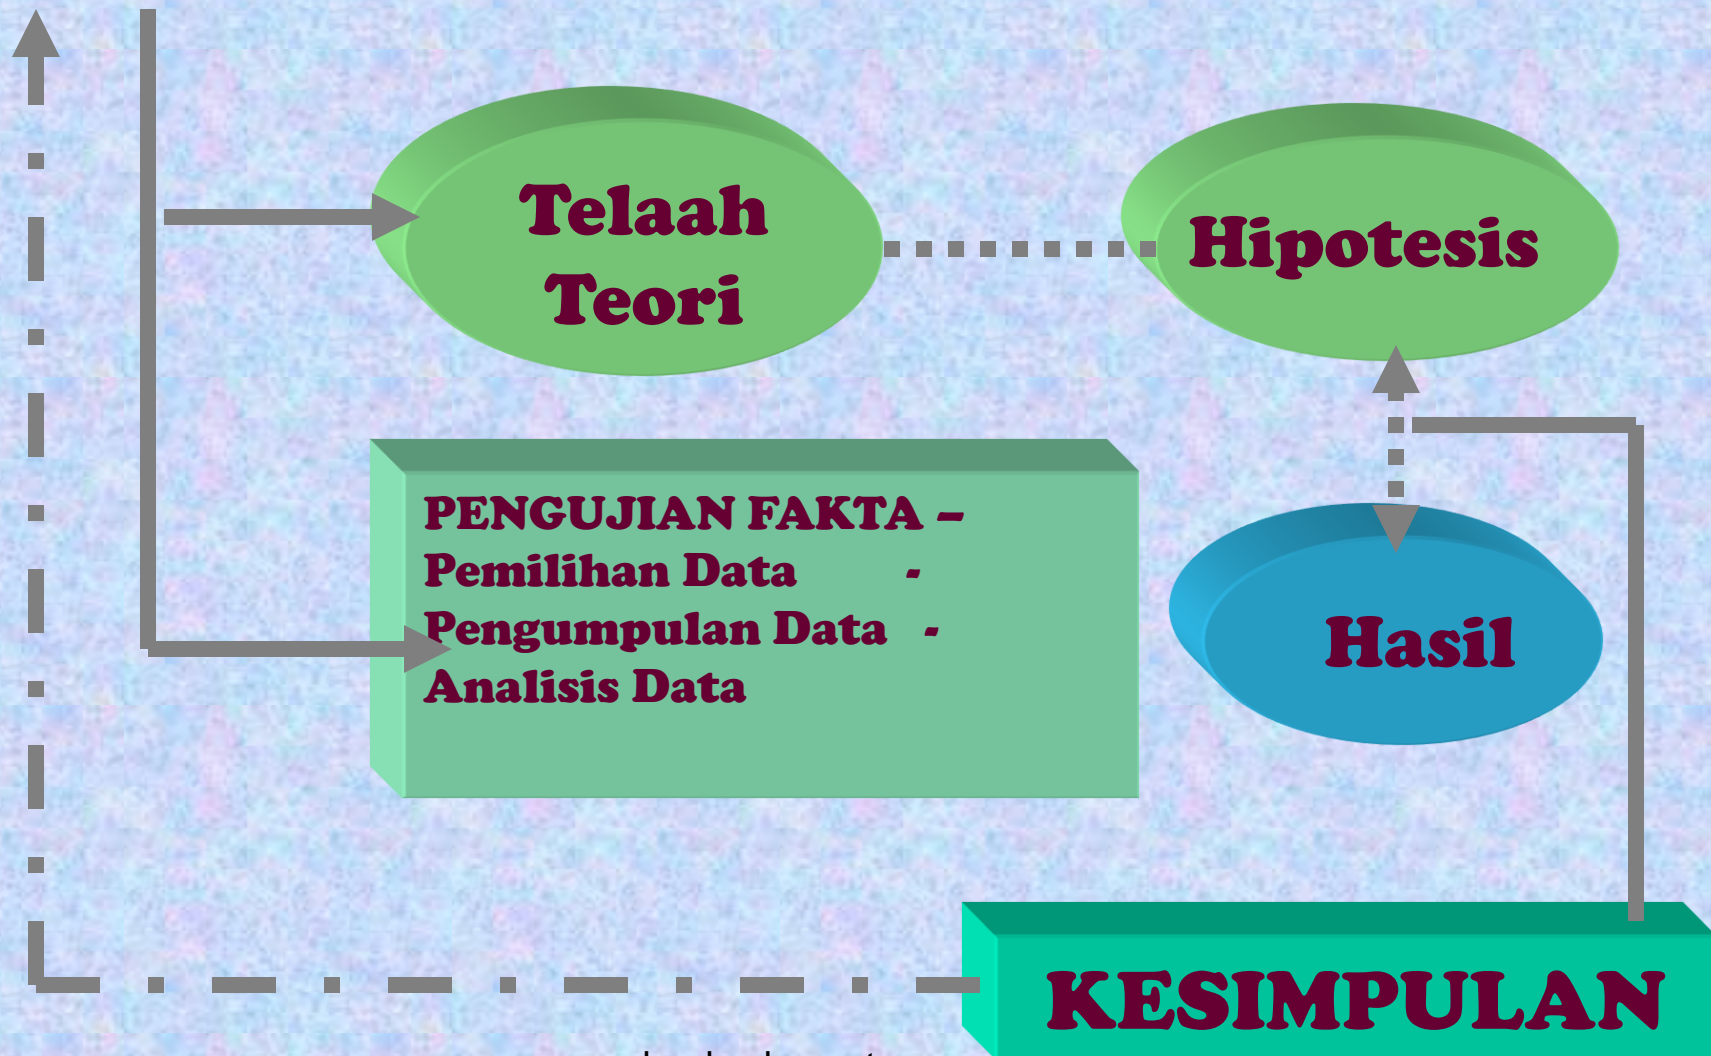 Telaah
Teori
Hipotesis
PENGUJIAN FAKTA –
Pemilihan Data -
Pengumpulan Data -
Analisis Data
Hasil
KESIMPULAN